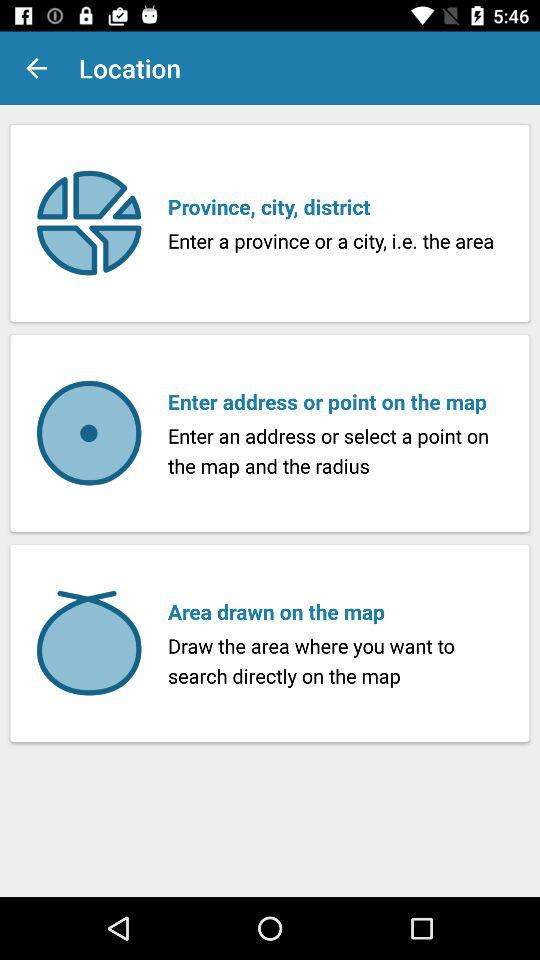 5:46
Location
Province, city, district
Enter a province or a city, i.e. the area
Enter address or point on the map
Enter an address or select a point on
the map and the radius
Area drawn on the map
Draw the area where you want to
search directly on the map